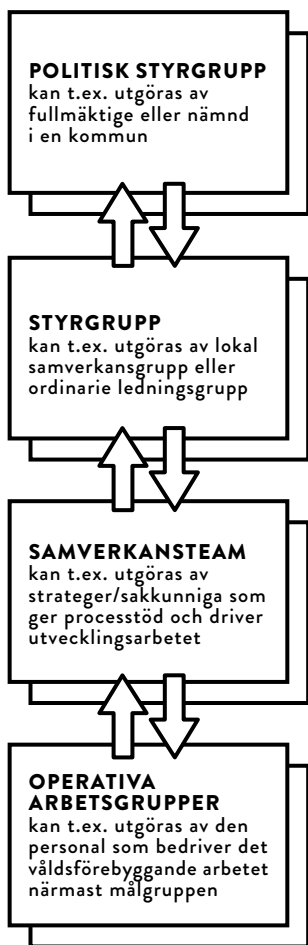 POLITISK STYRGRUPP
kan t.ex. utgöras av
fullmäktige eller nämnd
i en kommun
STYRGRUPP
kan t.ex. utgöras av lokal
samverkansgrupp eller
ordinarie ledningsgrupp
SAMVERKANSTEAM
kan t.ex. utgöras av
strateger/sakkunniga som
ger processtöd och driver
utvecklingsarbetet
OPERATIVA
ARBETSGRUPPER
kan t.ex. utgöras av den
personal som bedriver det
våldsförebyggande arbetet
närmast målgruppen